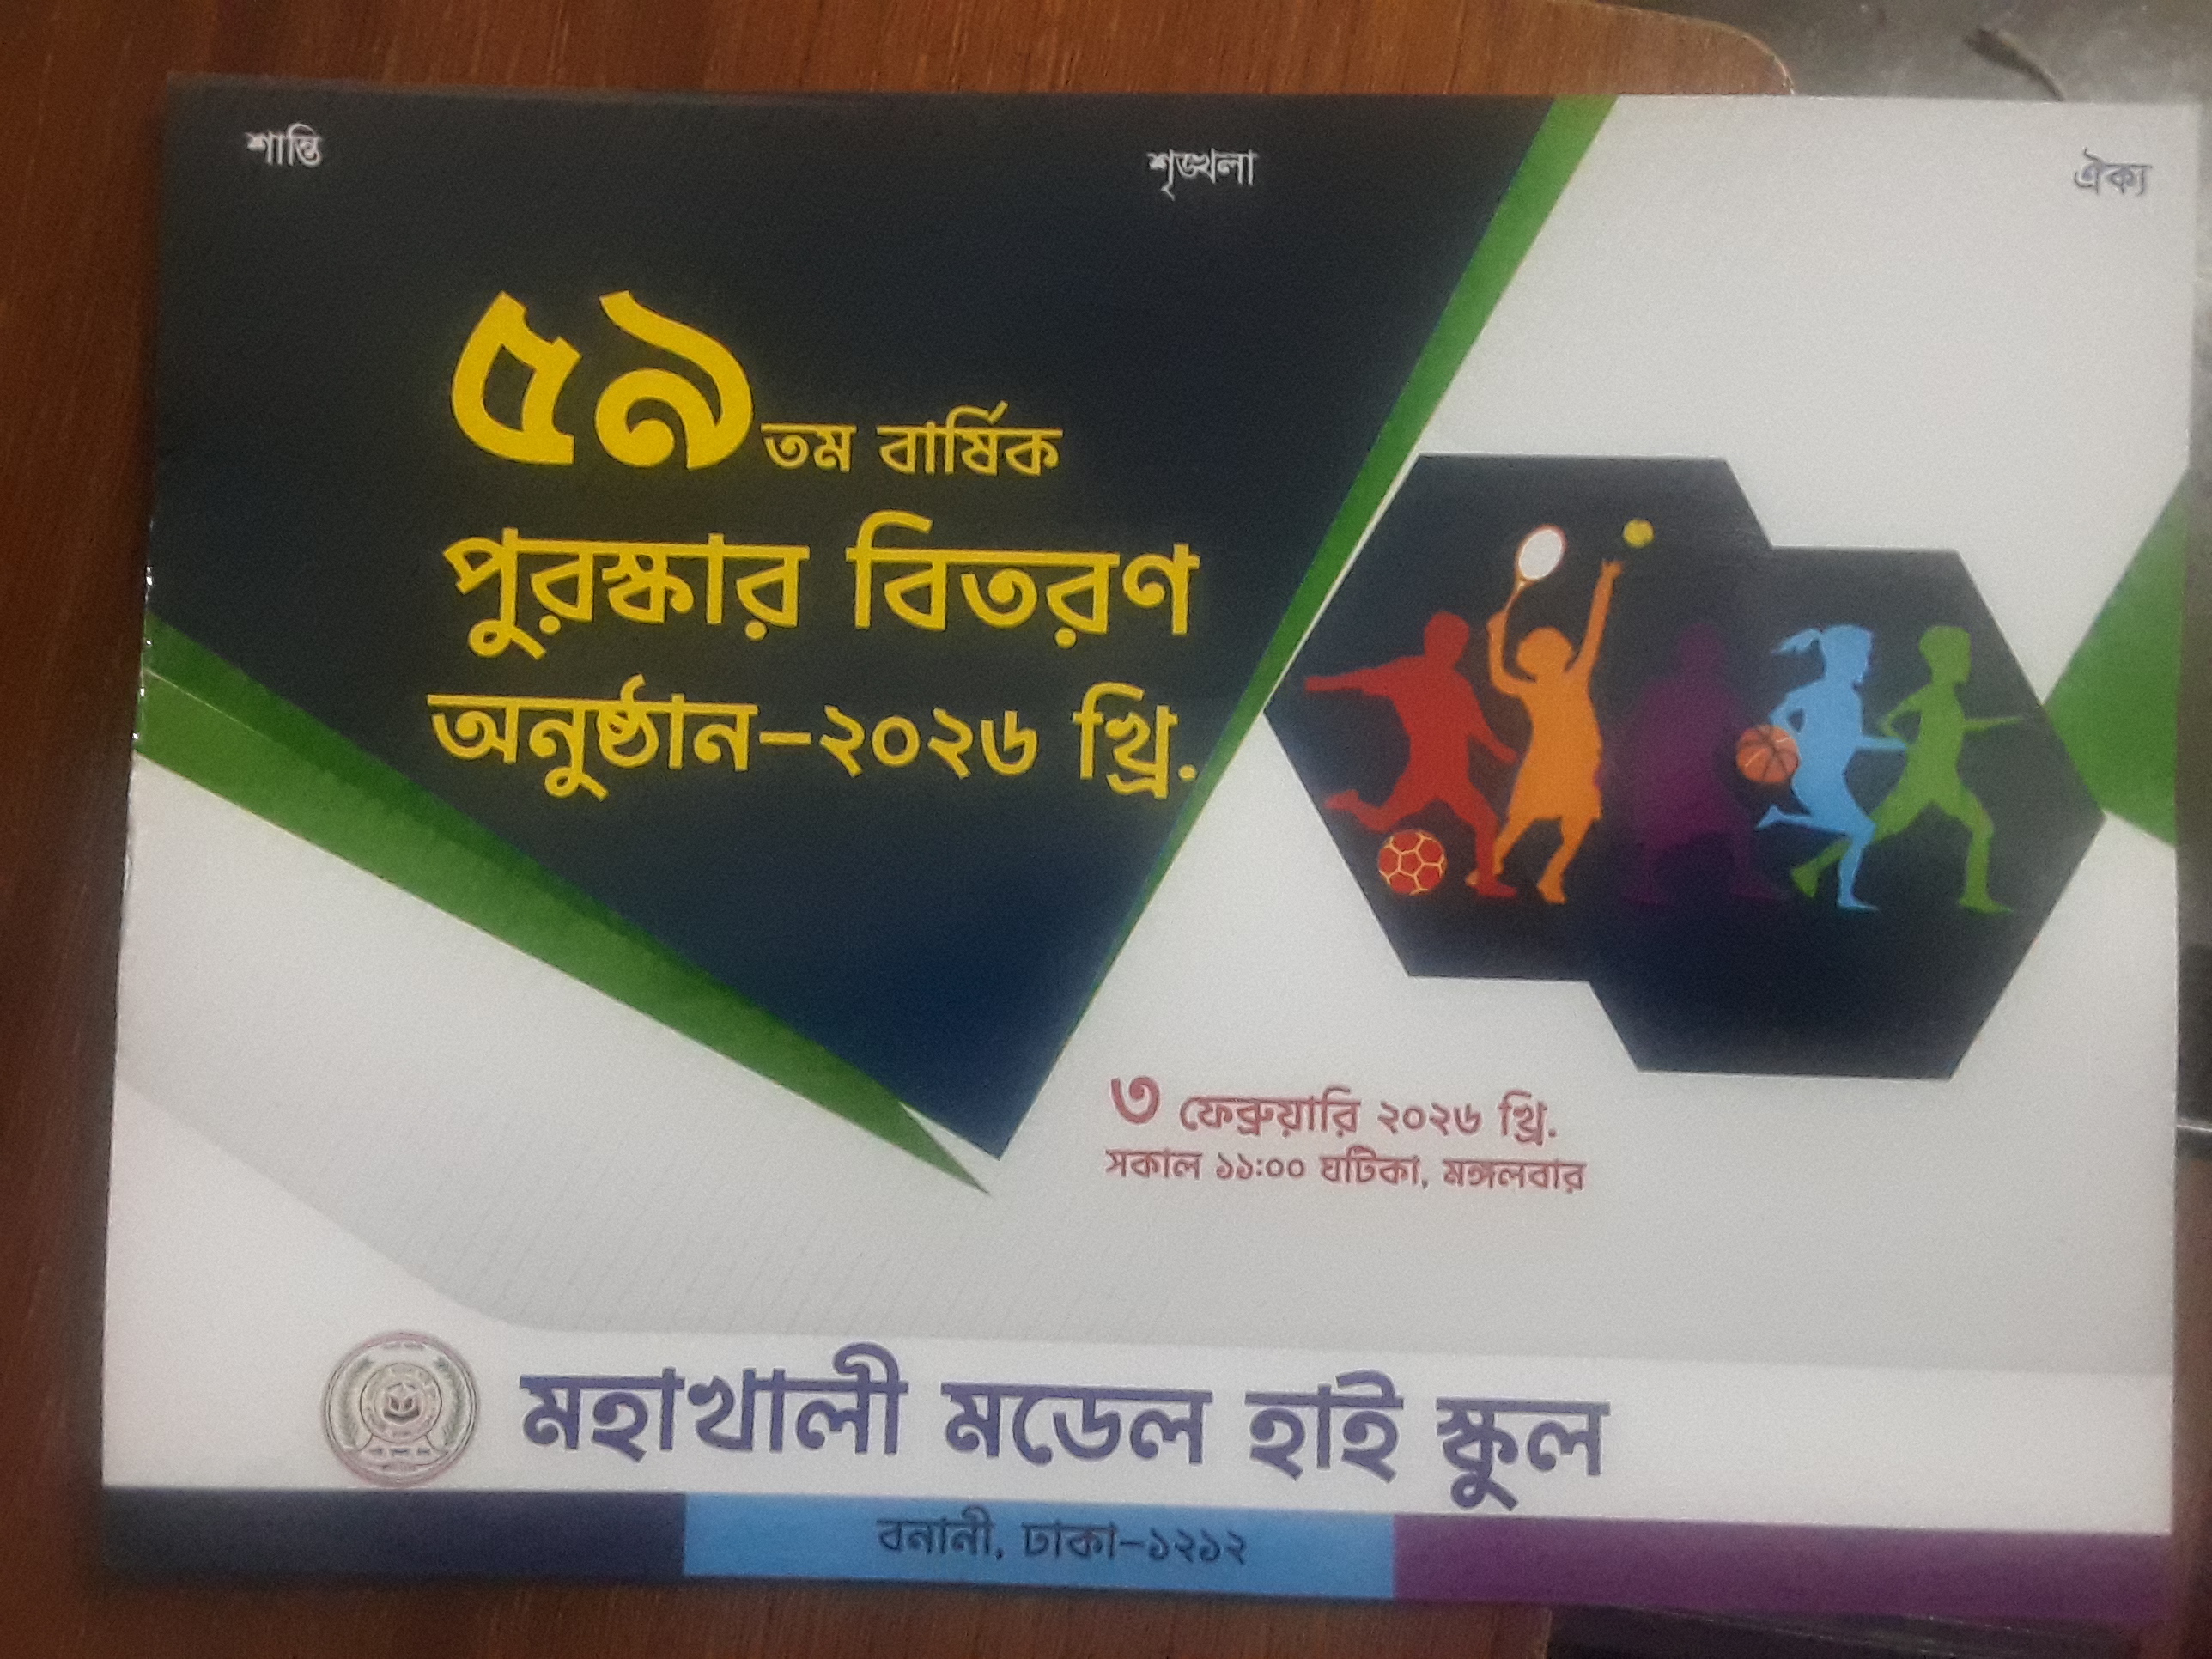 শান্তি শৃঙ্খলা ঐক্য
৫৯তম বার্ষিক
পুরস্কার বিতরণ
অনুষ্ঠান-২০২৬ খ্রি.
৩ ফেব্রুয়ারি ২০২৬ খ্রি.
সকাল ১১:০০ ঘটিকা, মঙ্গলবার
মহাখালী মডেল হাই স্কুল
বনানী, ঢাকা-১২১২